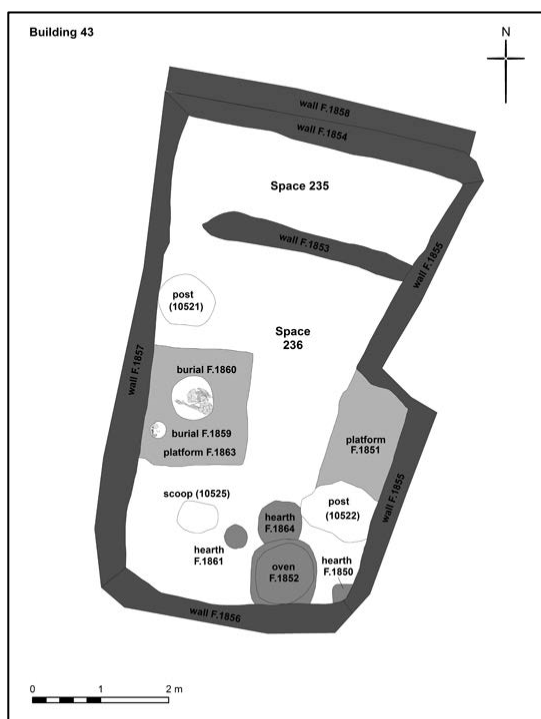 Building 43
N
wall F.1858
wall F.1854
Space 235
wall F.1853
wall F.1855
post
(10521)
Space
236
wall F.1857
burial F.1860
burial F.1859
platform F.1863
platform
F.1851
wall F.1855
scoop (10525)
post
(10522)
hearth
F.1864
hearth
F.1861
hearth
F.1850
oven
F.1852
wall F.1856
0 1 2 m